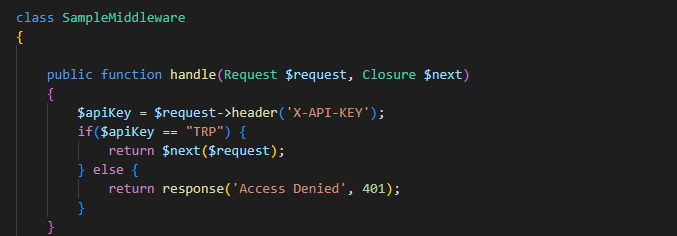 class SampleMiddleware
{
public function handle(Request $request, Closure $next)
{
$apiKey = $request->header('X-API-KEY');
if($apiKey == "TRP") {
return $next($request);
} else {
return response('Access Denied', 401);
}
}